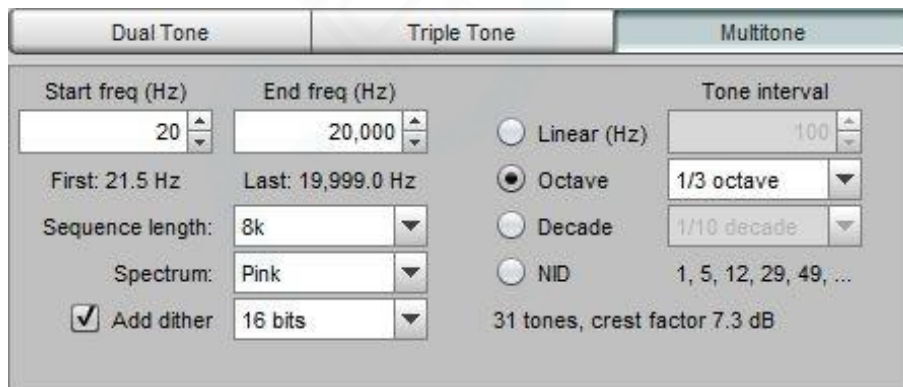 Dual Tone Triple Tone Multitone
Start freq (Hz) End freq (Hz) Tone interval
20 20,000 Linear (Hz) 100
First: 21.5 Hz Last: 19,999.0 Hz Octave 1/3 octave
Sequence length: 8k Decade 1/10 decade
Spectrum: Pink NID 1, 5, 12, 29, 49, ...
Add dither 16 bits 31 tones, crest factor 7.3 dB